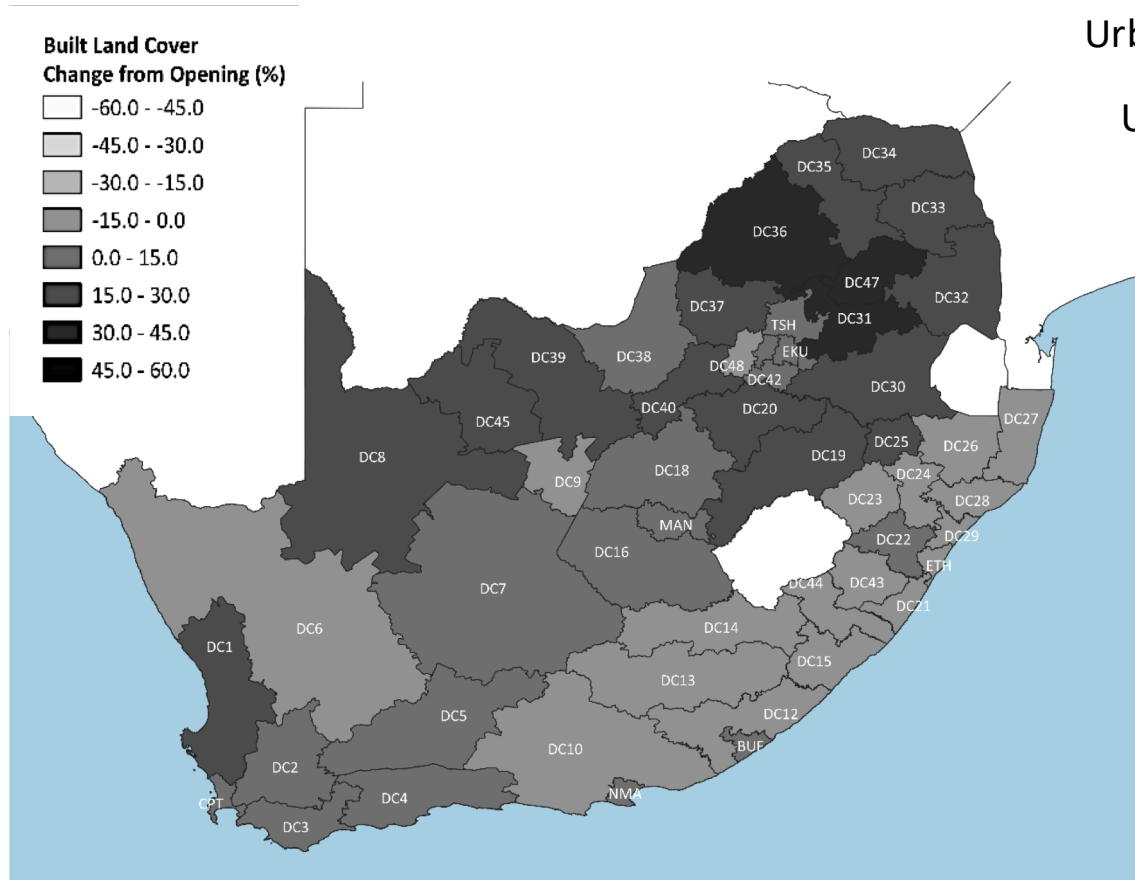 Urb
U
Built Land Cover
Change from Opening (%)
-60.0 - -45.0
-45.0 - -30.0
-30.0 - -15.0
-15.0 - 0.0
0.0 - 15.0
15.0 - 30.0
30.0 - 45.0
45.0 - 60.0
DC34
DC35
DC33
DC36
DC47
DC32
DC37
TSH
DC31
EKU
DC38
DC39
DC48
DC42
DC30
DC40
DC20
DC45
DC27
DC25
DC26
DC8
DC19
DC18
DC9
DC24
DC23
DC28
MAN
DC29
DC22
DC16
ETH
DC44
DC43
DC7
DC21
DC14
DC6
DC1
DC15
DC13
DC5
DC12
BUF
DC10
DC2
NMA
DC4
CPT
DC3